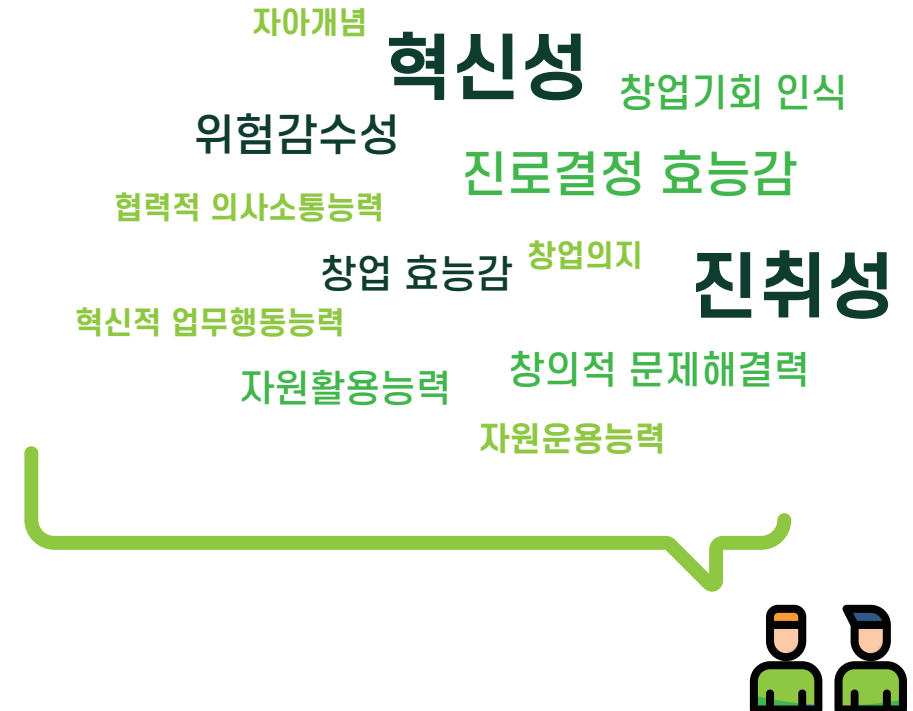 자아개념
혁신성
창업기회 인식
위험감수성
진로결정 효능감
협력적 의사소통능력
창업 효능감
창업의지
진취성
혁신적 업무행동능력
창의적 문제해결력
자원활용능력
자원운용능력